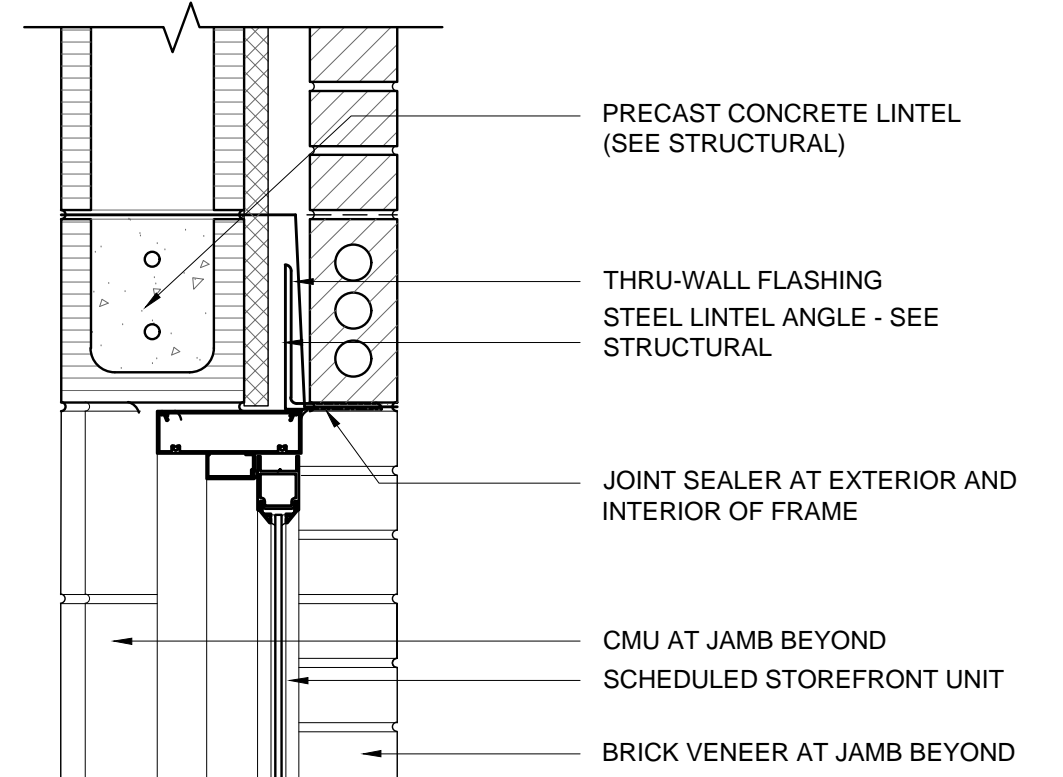 PRECAST CONCRETE LINTEL
(SEE STRUCTURAL)
THRU-WALL FLASHING
STEEL LINTEL ANGLE - SEE
STRUCTURAL
JOINT SEALER AT EXTERIOR AND
INTERIOR OF FRAME
CMU AT JAMB BEYOND
SCHEDULED STOREFRONT UNIT
BRICK VENEER AT JAMB BEYOND